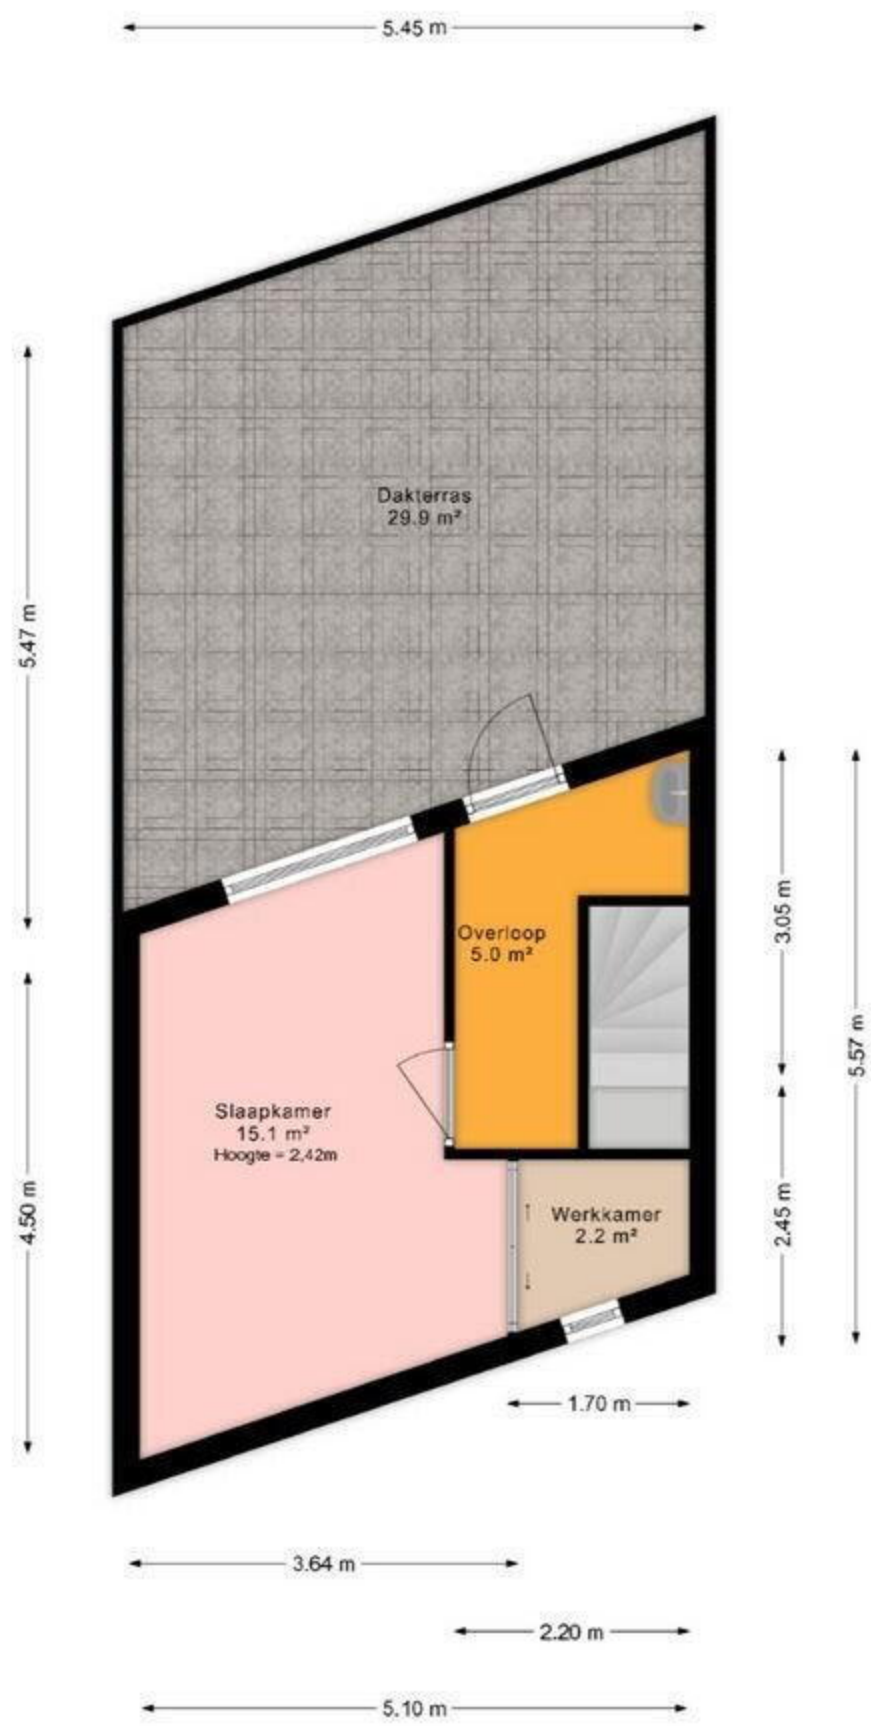 5.45 m
Dakterras
29.9 m²
5.47 m
Overloop
5.0 m²
3.05 m
5.57 m
Slaapkamer
15.1 m²
Hoogte = 2,42m
4.50 m
Werkkamer
2.2 m²
2.45 m
1.70 m
3.64 m
2.20 m
5.10 m